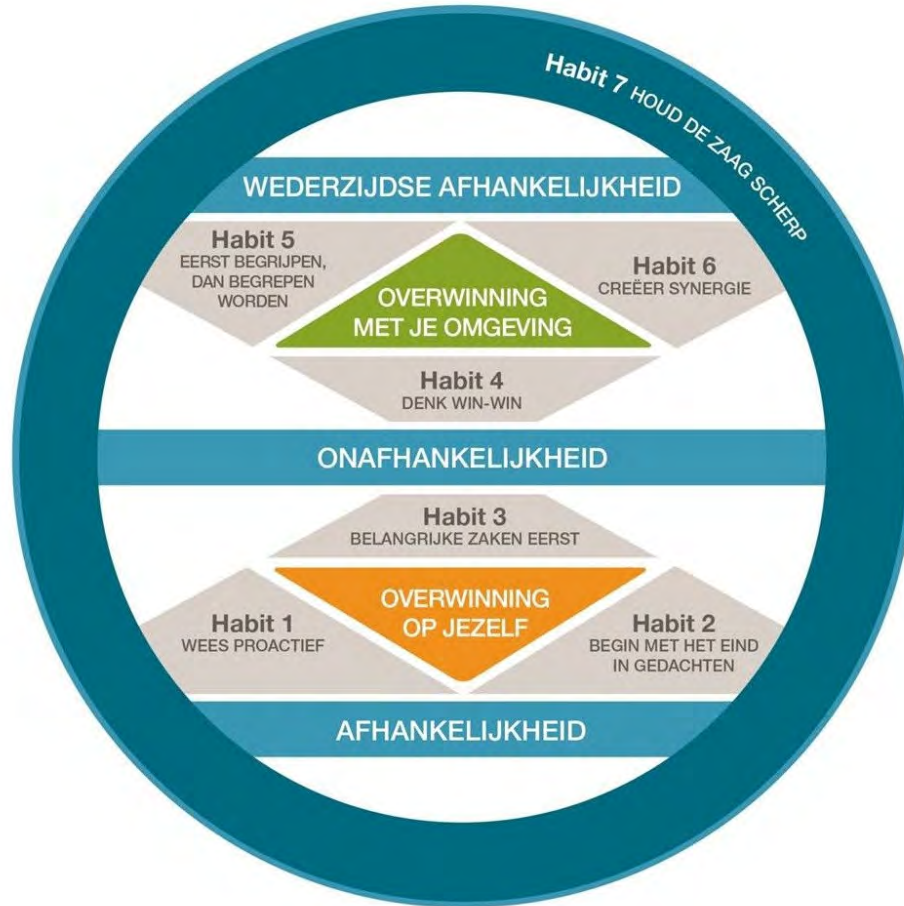 Habit 7 HOUD DE ZAAG SCHERP
WEDERZIJDSE AFHANKELIJKHEID
Habit 5
EERST BEGRIJPEN,
DAN BEGREPEN
WORDEN
OVERWINNING
MET JE OMGEVING
Habit 6
CREËER SYNERGIE
Habit 4
DENK WIN-WIN
ONAFHANKELIJKHEID
Habit 3
BELANGRIJKE ZAKEN EERST
Habit 1
WEES PROACTIEF
OVERWINNING
OP JEZELF
Habit 2
BEGIN MET HET EIND
IN GEDACHTEN
AFHANKELIJKHEID